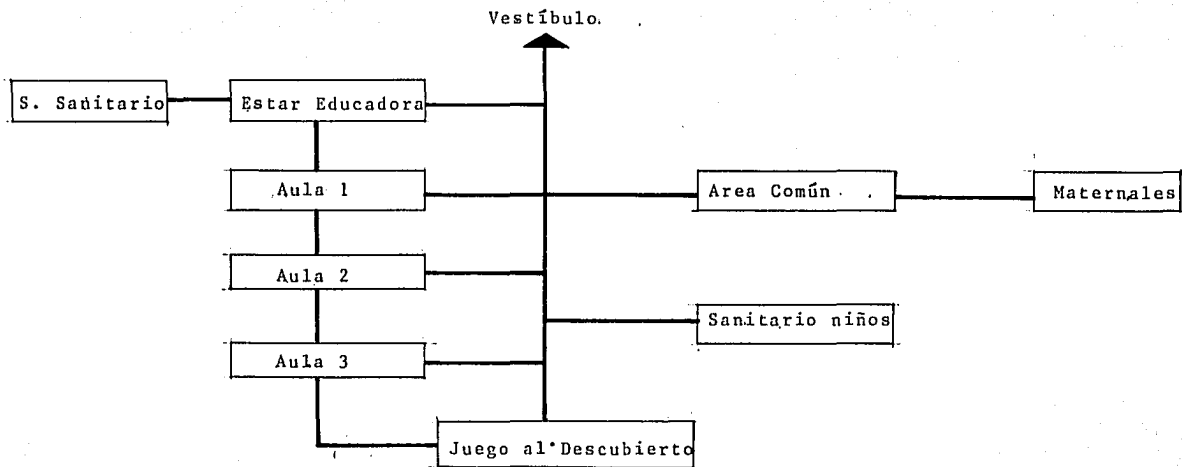 Vestíbulo.
S. Sanitario
Estar Educadora
Aula 1
Area Común
Maternales
Aula 2
Sanitario niños
Aula 3
Juego al Descubierto